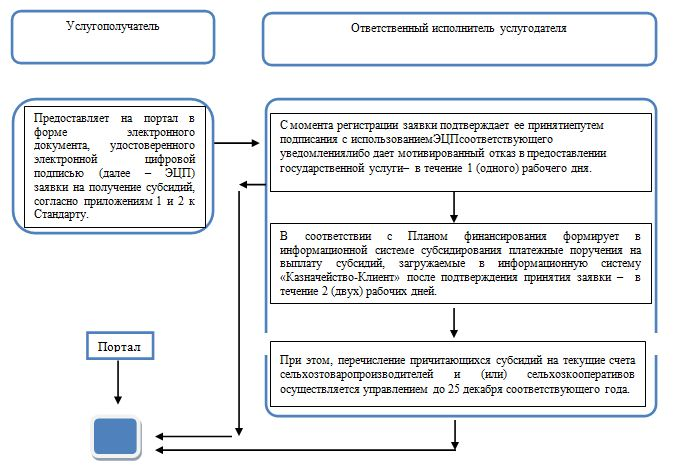 Услугополучатель
Ответственный исполнитель услугодателя
Предоставляет на портал в
форме электронного
документа, удостоверенного
электронной цифровой
подписью (далее – ЭЦП)
заявки на получение субсидий,
согласно приложениям 1 и 2 к
Стандарту.
С момента регистрации заявки подтверждает ее принятиепутем
подписания с использованиемЭЦПсоответствующего
уведомлениялибо дает мотивированный отказ в предоставлении
государственной услуги– в течение 1 (одного) рабочего дня.
В соответствии с Планом финансирования формирует в
информационной системе субсидирования платежные поручения на
выплату субсидий, загружаемые в информационную систему
«Казначейство-Клиент» после подтверждения принятия заявки – в
течение 2 (двух) рабочих дней.
Портал
При этом, перечисление причитающихся субсидий на текущие счета
сельхозтоваропроизводителей и (или) сельхозкооперативов
осуществляется управлением до 25 декабря соответствующего года.